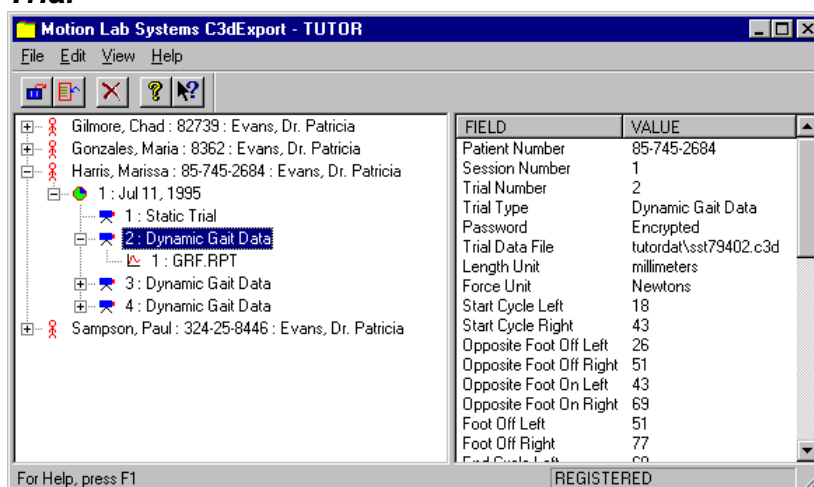 Motion Lab Systems C3dExport - TUTOR
File Edit View Help
Gilmore, Chad : 82739 : Evans, Dr. Patricia
Gonzales, Maria : 8362 : Evans, Dr. Patricia
Harris, Marissa : 85-745-2684 : Evans, Dr. Patricia
1 : Jul 11, 1995
1 : Static Trial
2 : Dynamic Gait Data
1 : GRF.RPT
3 : Dynamic Gait Data
4 : Dynamic Gait Data
Sampson, Paul : 324-25-8446 : Evans, Dr. Patricia
FIELD VALUE
Patient Number 85-745-2684
Session Number 1
Trial Number 2
Trial Type Dynamic Gait Data
Password Encrypted
Trial Data File tutordat\sst79402.c3d
Length Unit millimeters
Force Unit Newtons
Start Cycle Left 18
Start Cycle Right 43
Opposite Foot Off Left 26
Opposite Foot Off Right 51
Opposite Foot On Left 43
Opposite Foot On Right 69
Foot Off Left 51
Foot Off Right 77
For Help, press F1
REGISTERED